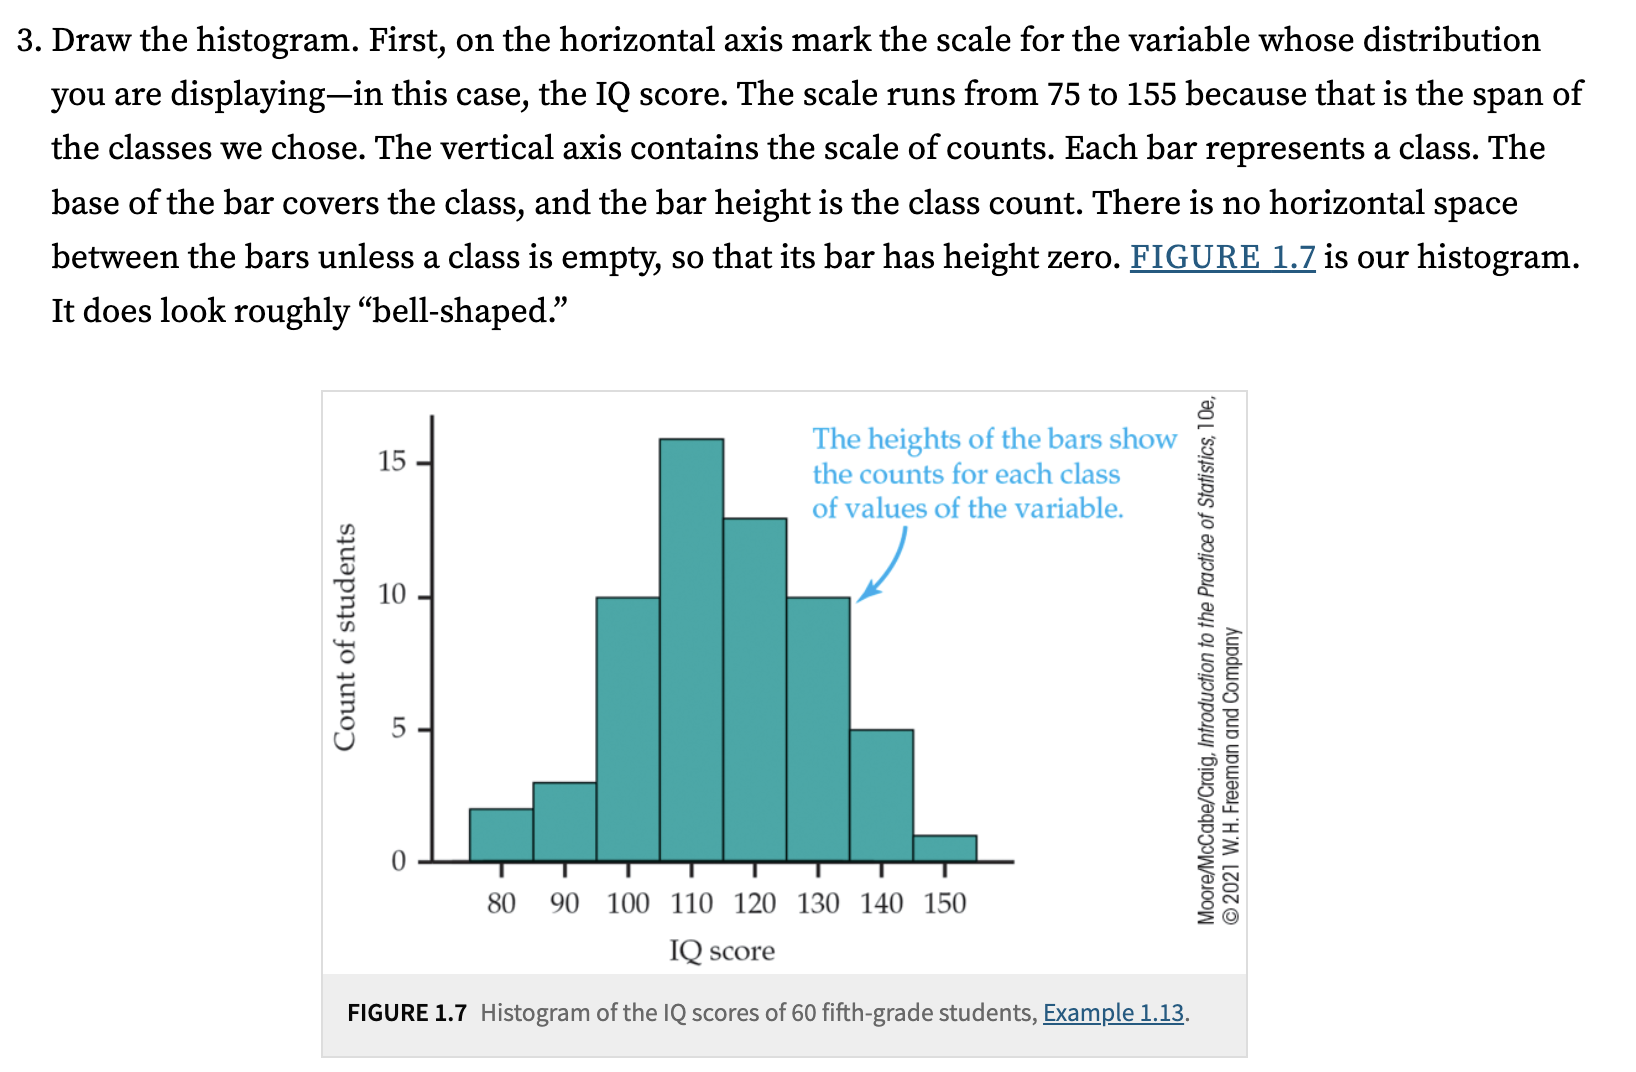 3. Draw the histogram. First, on the horizontal axis mark the scale for the variable whose distribution
you are displaying—in this case, the IQ score. The scale runs from 75 to 155 because that is the span of
the classes we chose. The vertical axis contains the scale of counts. Each bar represents a class. The
base of the bar covers the class, and the bar height is the class count. There is no horizontal space
between the bars unless a class is empty, so that its bar has height zero. FIGURE 1.7 is our histogram.
It does look roughly “bell-shaped.”
The heights of the bars show
the counts for each class
of values of the variable.
Count of students
15
10
5
0
80 90 100 110 120 130 140 150
IQ score
Moore/McCabe/Craig, Introduction to the Practice of Statistics, 10e,
© 2021 W.H. Freeman and Company
FIGURE 1.7 Histogram of the IQ scores of 60 fifth-grade students, Example 1.13.